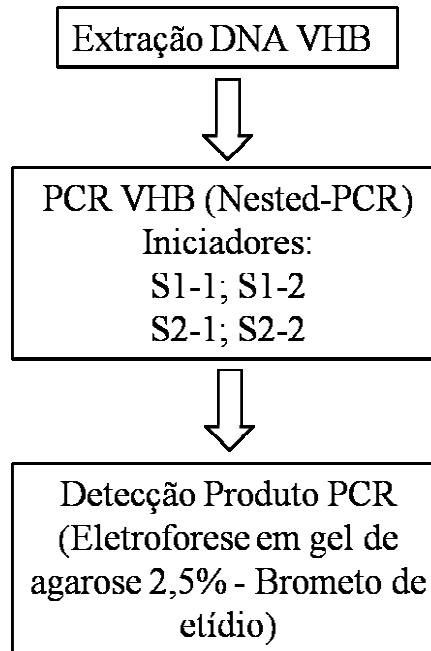 Extração DNA VHB
PCR VHB (Nested-PCR)
Iniciadores:
S1-1; S1-2
S2-1; S2-2
Detecção Produto PCR
(Eletroforese em gel de
agarose 2,5% - Brometo de
etídio)